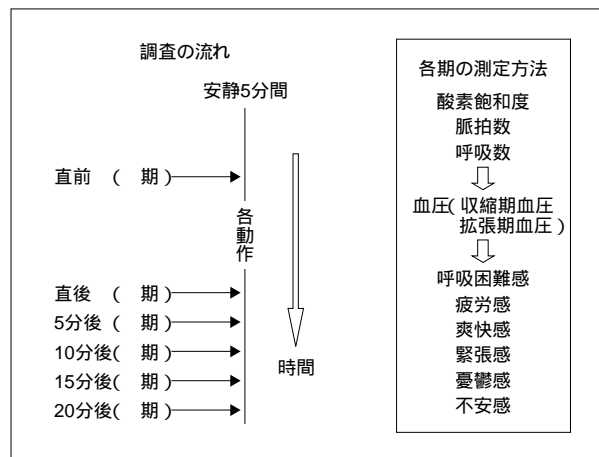 調査の流れ
安静5分間
直前 ( 期)
各動作
直後 ( 期)
5分後( 期)
10分後( 期)
15分後( 期)
20分後( 期)
時間
各期の測定方法
酸素飽和度
脈拍数
呼吸数
血圧(収縮期血圧
拡張期血圧)
呼吸困難感
疲労感
爽快感
緊張感
憂鬱感
不安感